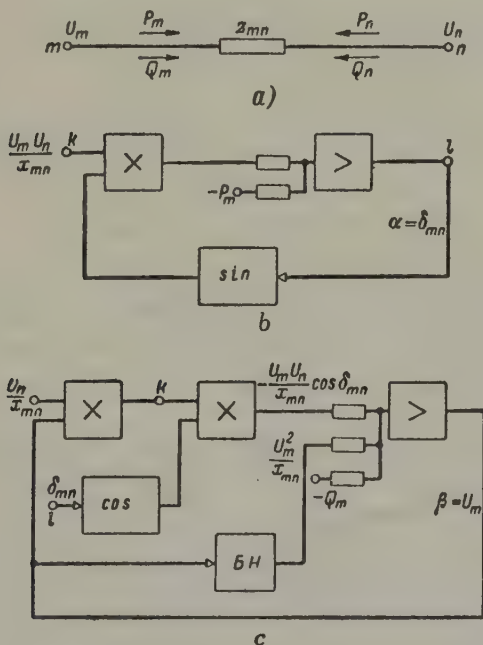 U_m P_m z_mn P_n U_n
m Q_m Q_n n
a)
U_m U_n / x_mn k × > l
-P_m
α=δ_mn
sin
b
U_n / x_mn × k × -U_m U_n / x_mn cos δ_mn >
U_m^2 / x_mn
δ_mn
l cos -Q_m
β=U_m
БН
c